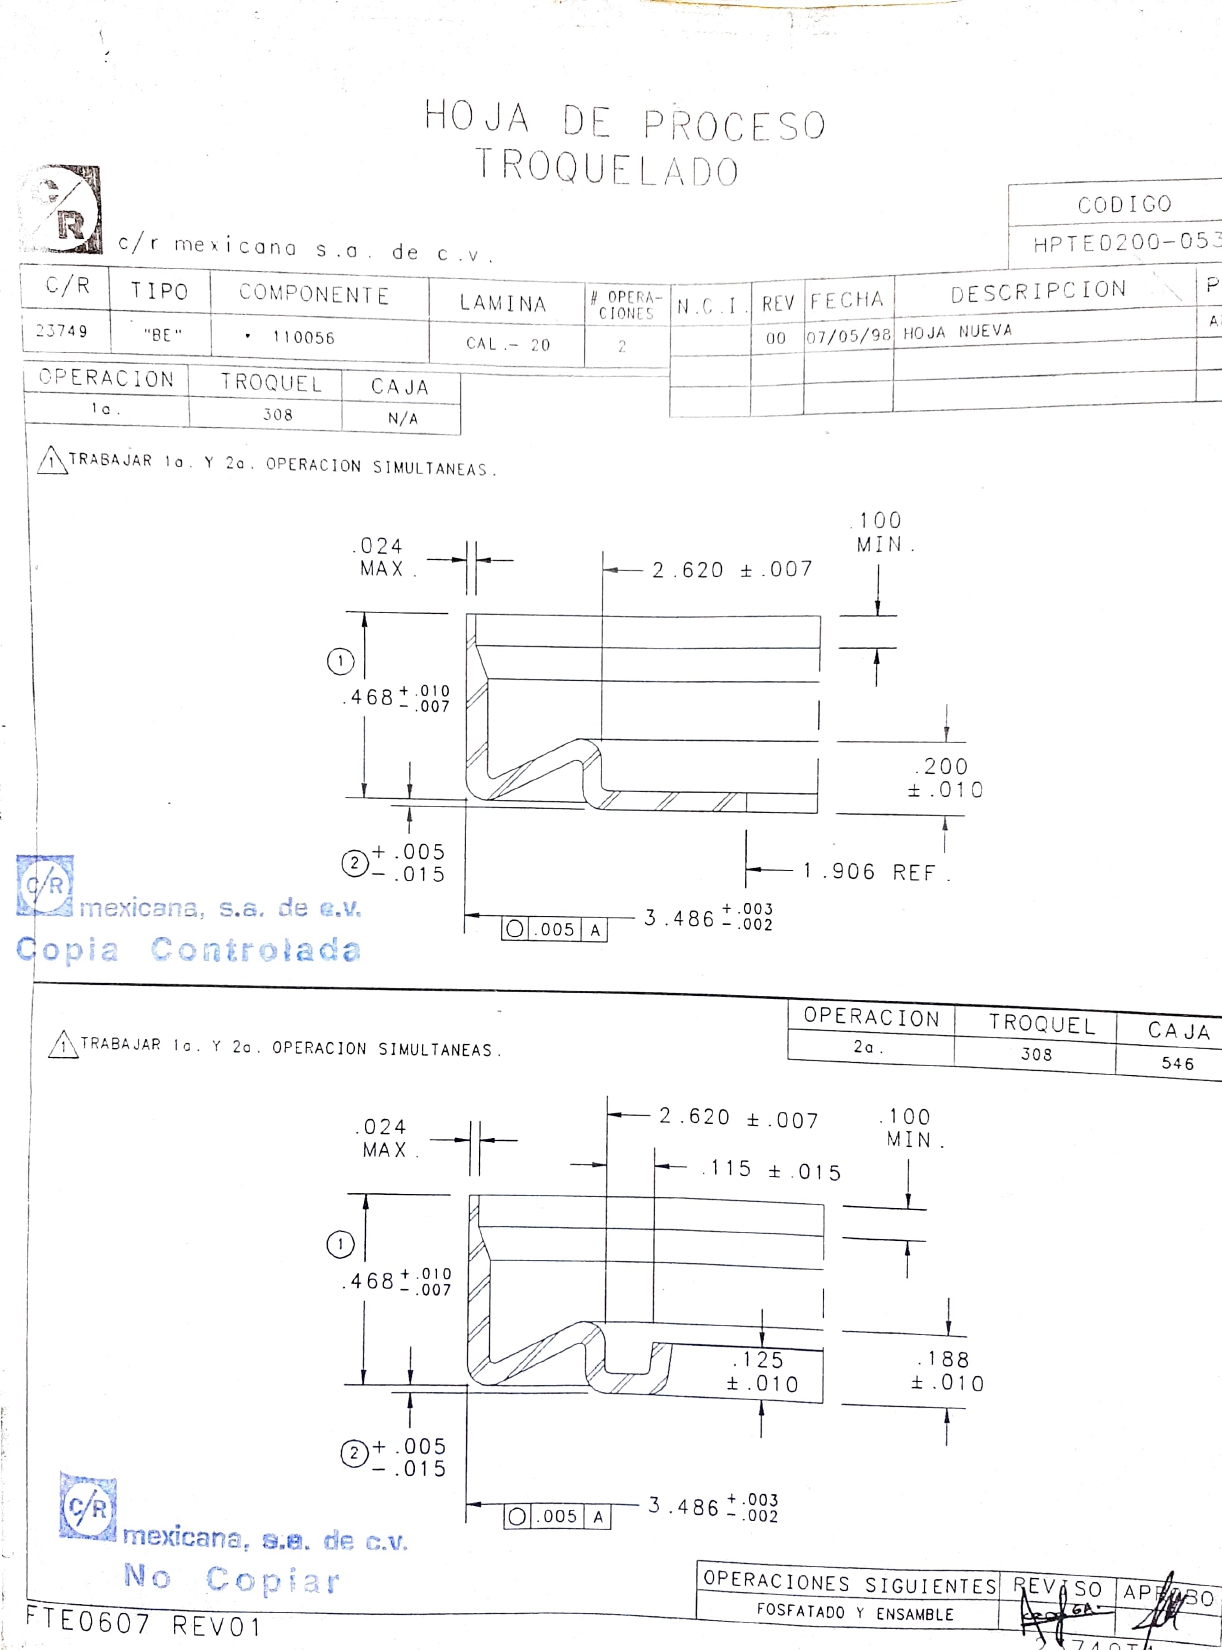 HOJA DE PROCESO
TROQUELADO
C/R
c/r mexicana s.a. de c.v.
CODIGO
HPTE0200-053
C/R TIPO COMPONENTE LAMINA # OPERA-CIONES N.C.I. REV FECHA DESCRIPCION
23749 "BE" • 110056 CAL.- 20 2 00 07/05/98 HOJA NUEVA
OPERACION TROQUEL CAJA
1a. 308 N/A
1 TRABAJAR 1a. Y 2a. OPERACION SIMULTANEAS.
.100
MIN.
.024
MAX.
2.620 ±.007
1
.468 +.010
-.007
.200
±.010
2 +.005
-.015
1.906 REF.
C/R
mexicana, s.a. de c.v.
Copia Controlada
○ .005 A 3.486 +.003
-.002
OPERACION TROQUEL CAJA
2a. 308 546
1 TRABAJAR 1a. Y 2a. OPERACION SIMULTANEAS.
.024
MAX.
2.620 ±.007
.100
MIN.
.115 ±.015
1
.468 +.010
-.007
.125
±.010
.188
±.010
2 +.005
-.015
○ .005 A 3.486 +.003
-.002
C/R
mexicana, s.a. de c.v.
No Copiar
OPERACIONES SIGUIENTES REVISO APROBO
FOSFATADO Y ENSAMBLE
FTE0607 REV01